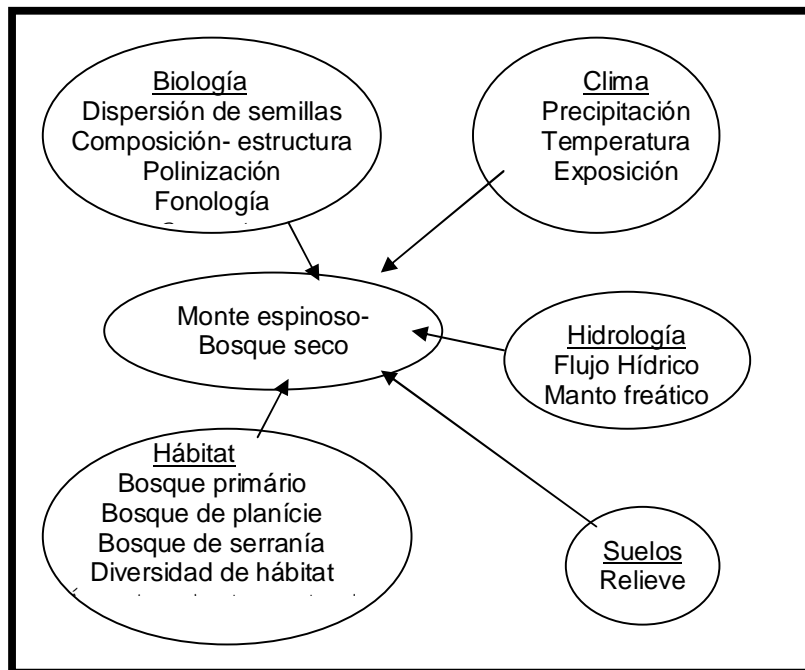 Biología
Dispersión de semillas
Composición- estructura
Polinización
Fonología
Clima
Precipitación
Temperatura
Exposición
Monte espinoso-
Bosque seco
Hidrología
Flujo Hídrico
Manto freático
Hábitat
Bosque primário
Bosque de planície
Bosque de serranía
Diversidad de hábitat
Suelos
Relieve